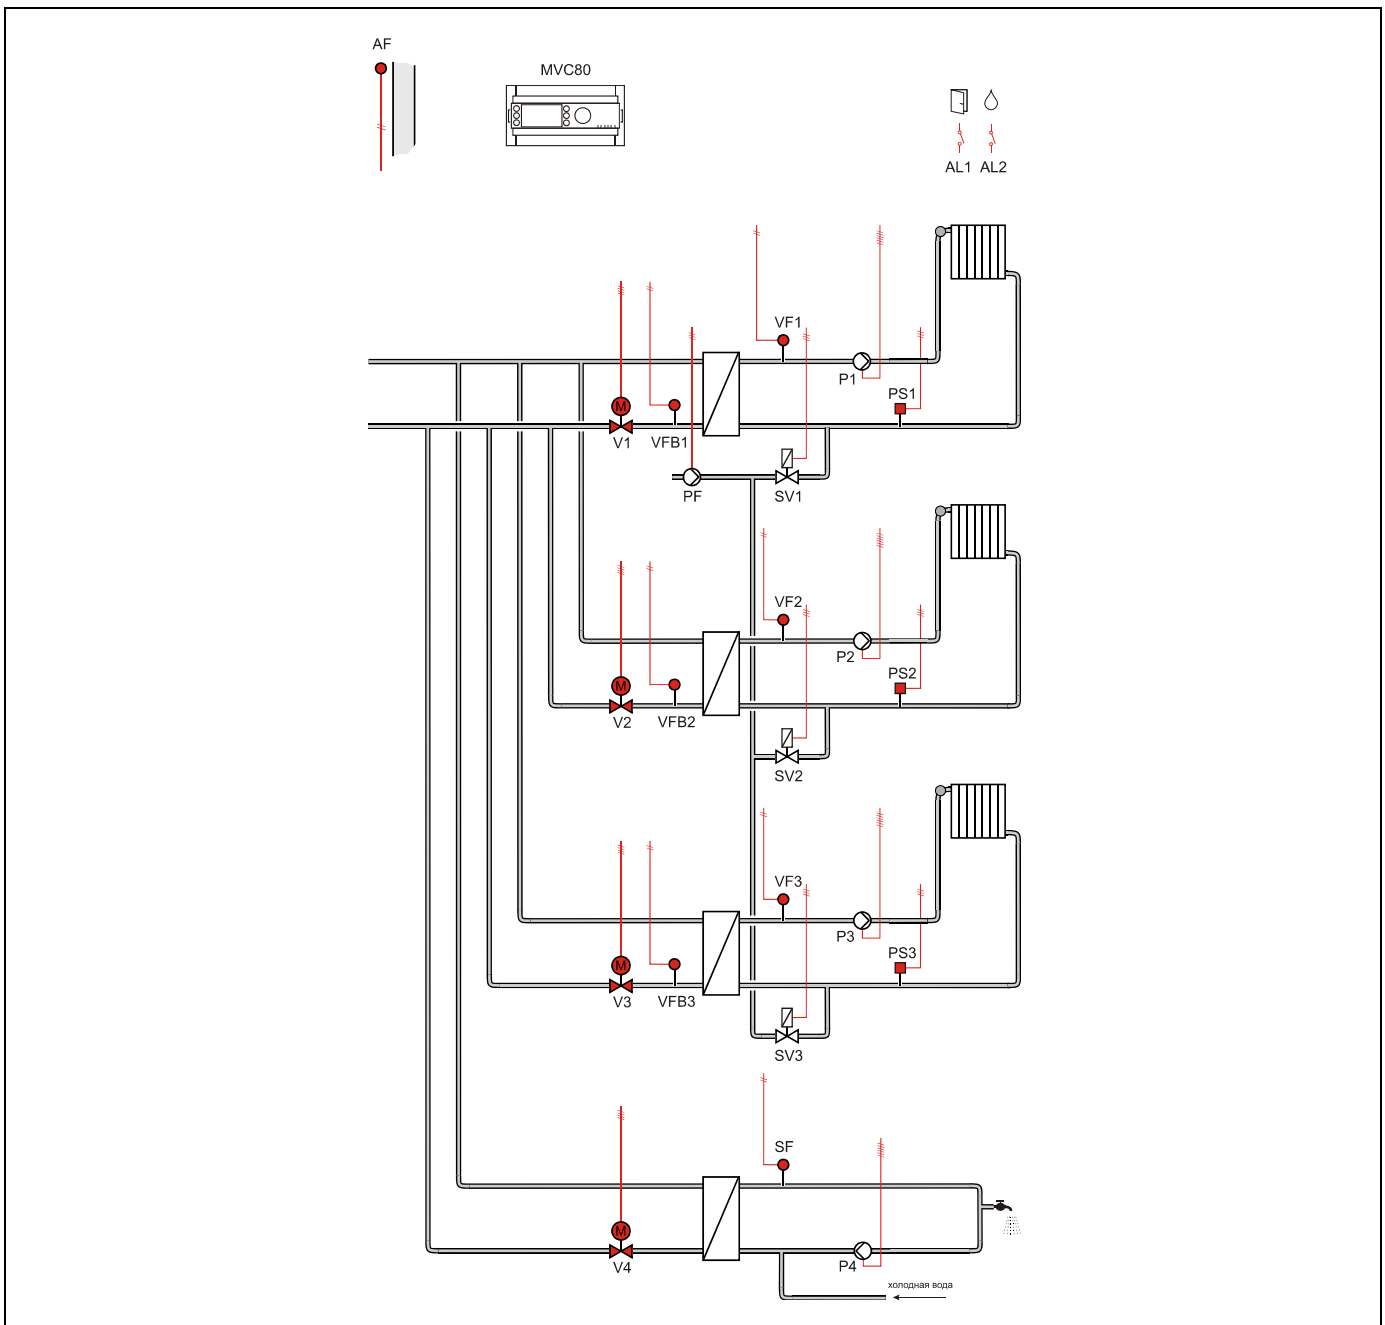 AF
MVC80
AL1 AL2
VF1
P1
PS1
V1
VFB1
PF
SV1
VF2
P2
PS2
M
V2
VFB2
SV2
VF3
P3
PS3
M
V3
VFB3
SV3
SF
M
V4
P4
холодная вода